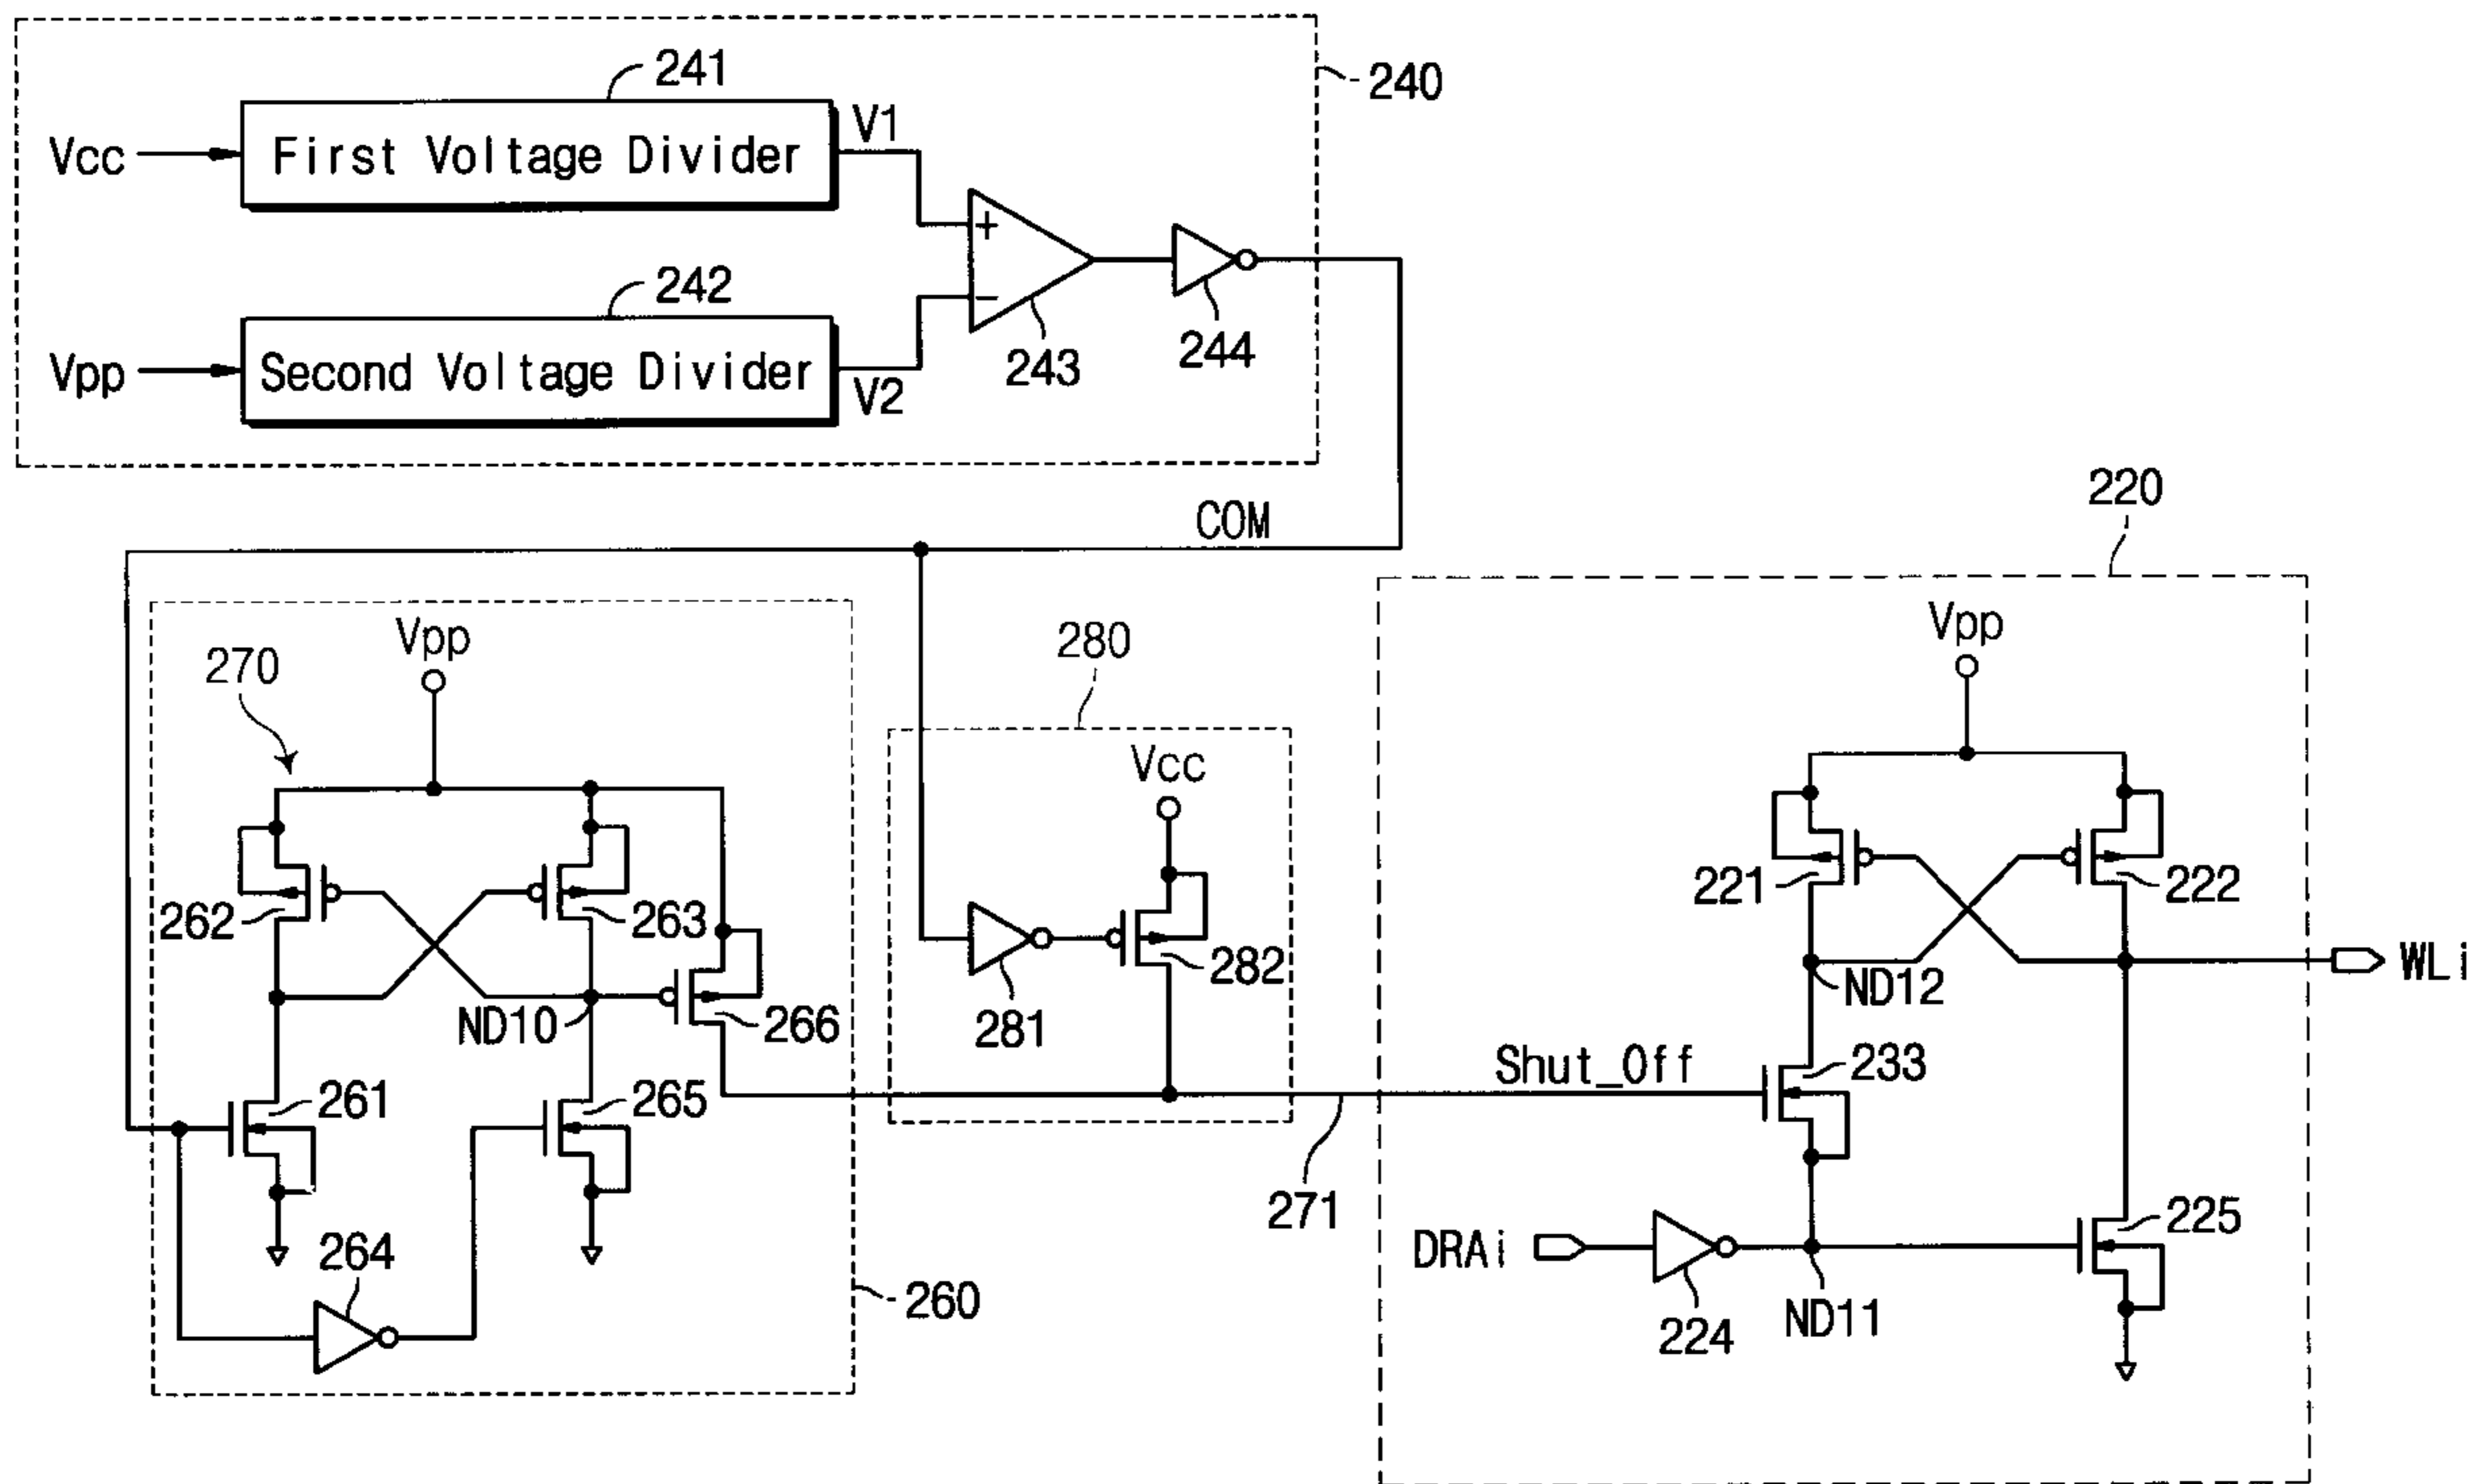 241
240
Vcc
First Voltage Divider
V1
+
242
−
243
244
Vpp
Second Voltage Divider
V2
220
COM
Vpp
280
Vpp
270
Vcc
262
263
221
222
282
WLi
ND12
ND10
266
281
Shut_Off
233
261
265
271
225
264
DRAi
260
224
ND11